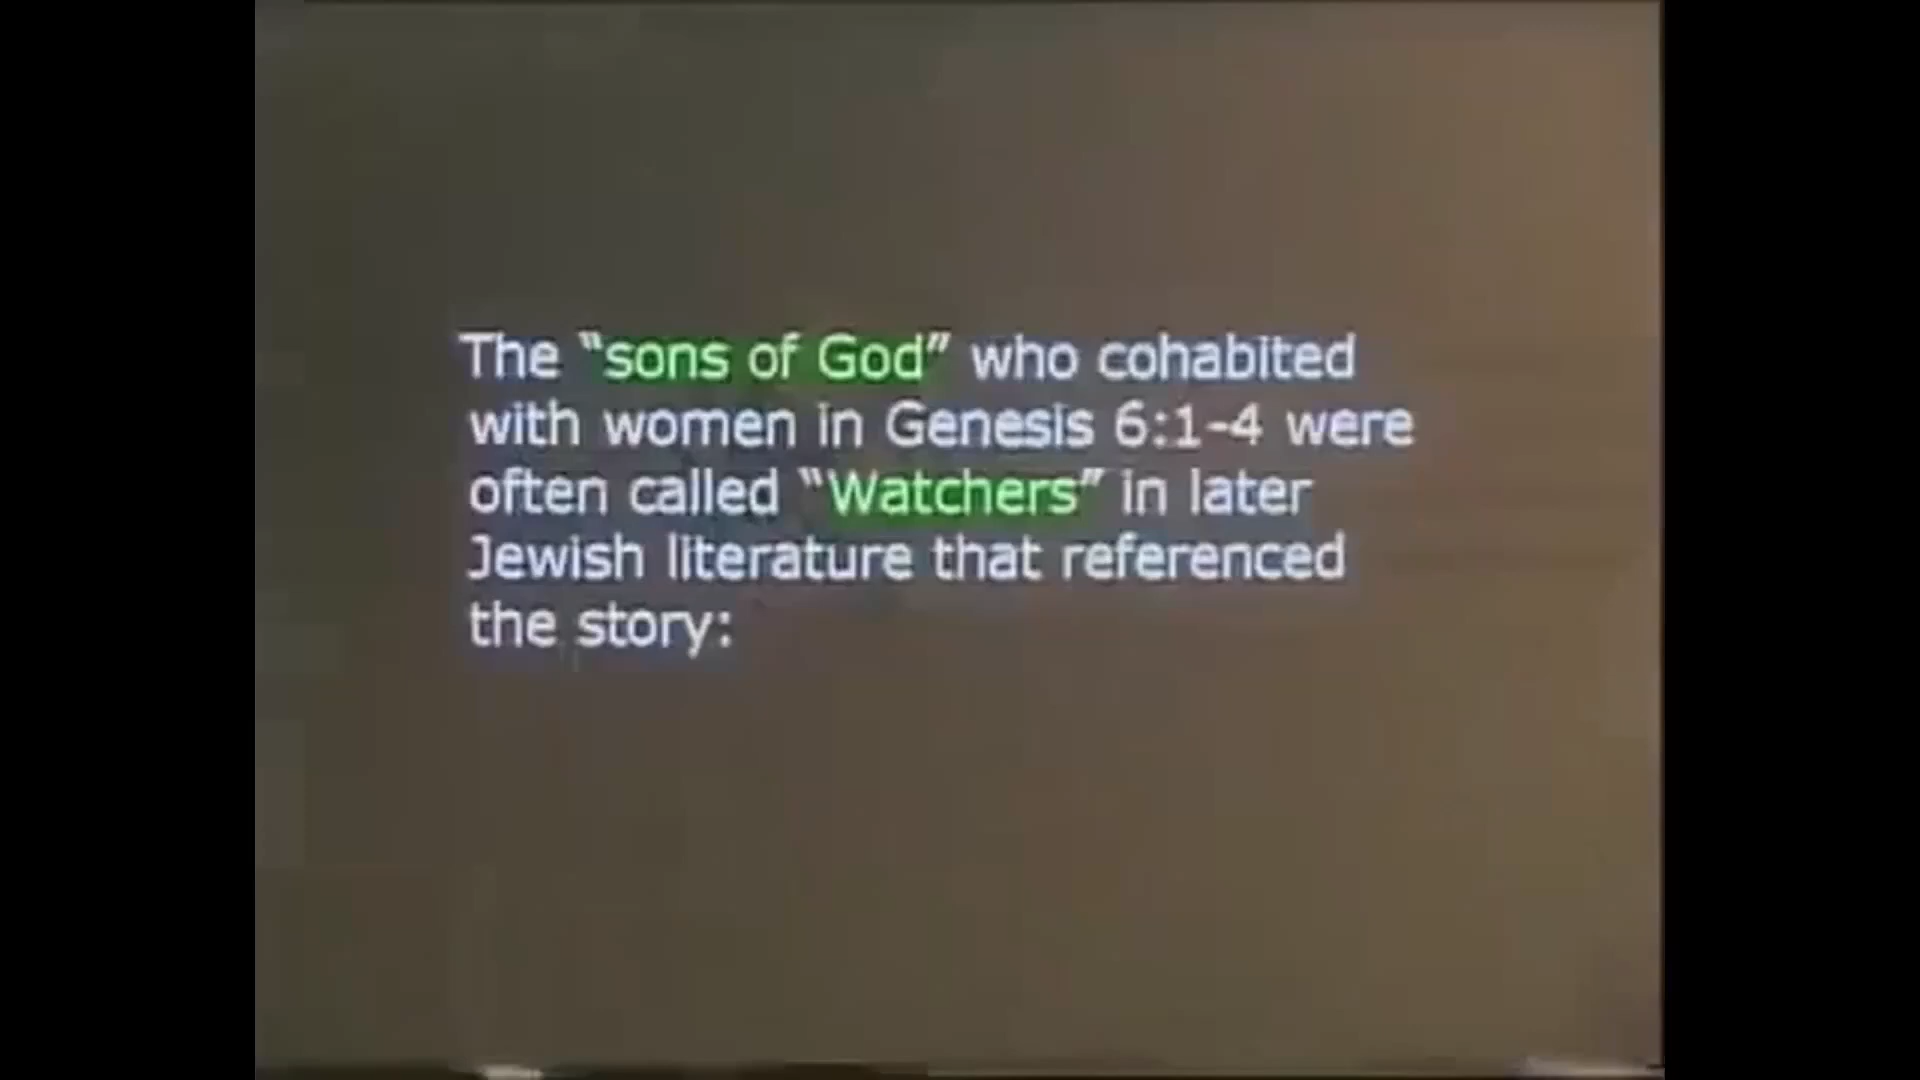 The “sons of God” who cohabited
with women in Genesis 6:1-4 were
often called “Watchers” in later
Jewish literature that referenced
the story: